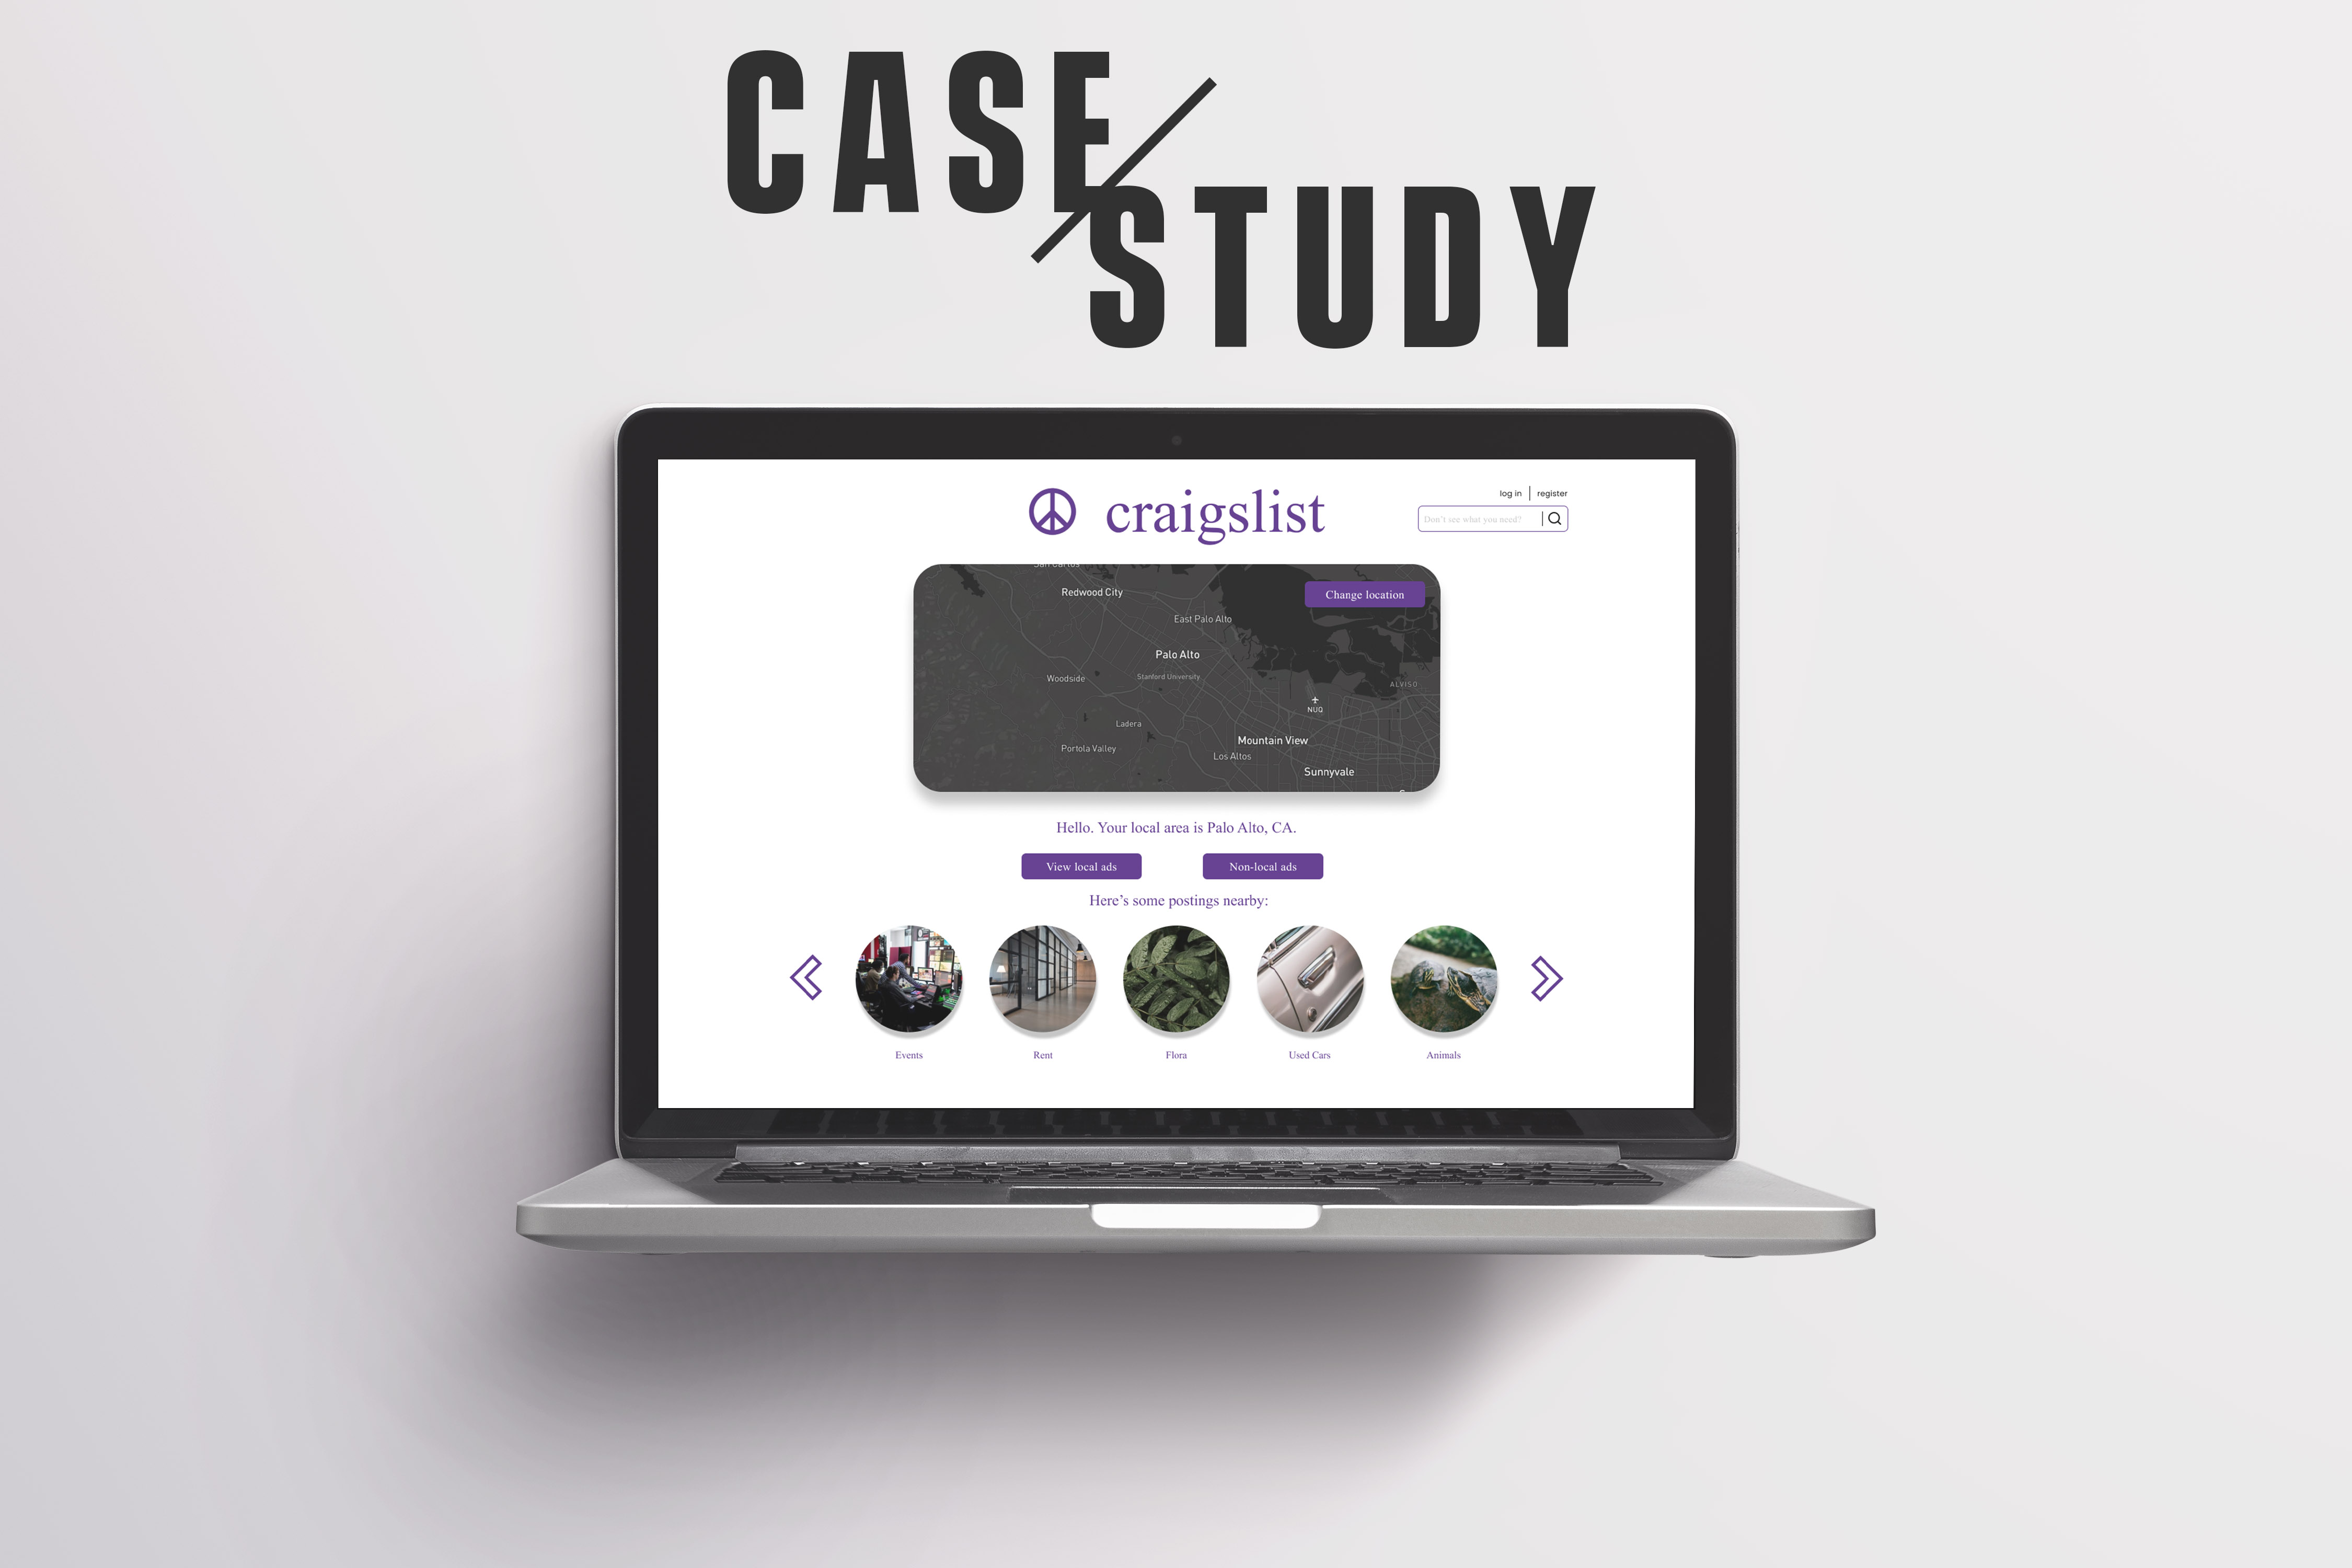 CASE
STUDY
craigslist
log in | register
Don't see what you need?
San Carlos
Redwood City
Change location
East Palo Alto
Palo Alto
Woodside
Stanford University
ALVISO
NUQ
Ladera
Mountain View
Portola Valley
Los Altos
Sunnyvale
Hello. Your local area is Palo Alto, CA.
View local ads
Non-local ads
Here's some postings nearby:
Events
Rent
Flora
Used Cars
Animals